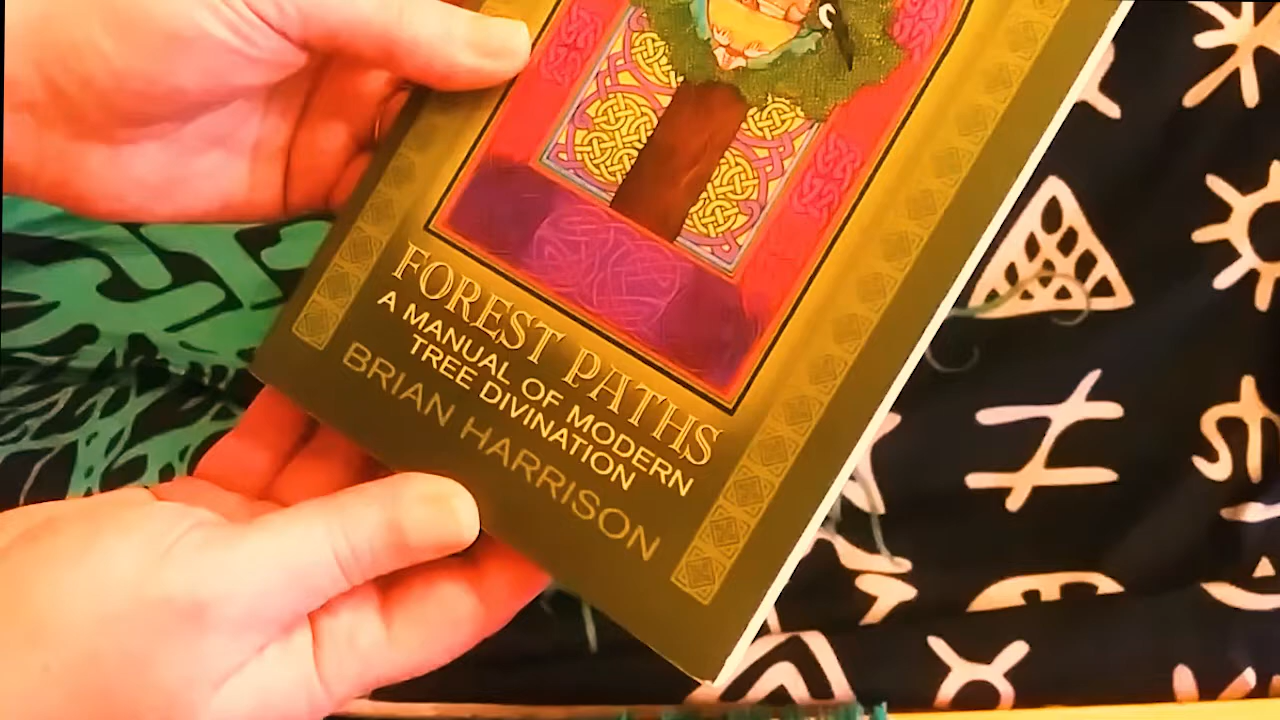 FOREST PATHS
A MANUAL OF MODERN
TREE DIVINATION
BRIAN HARRISON